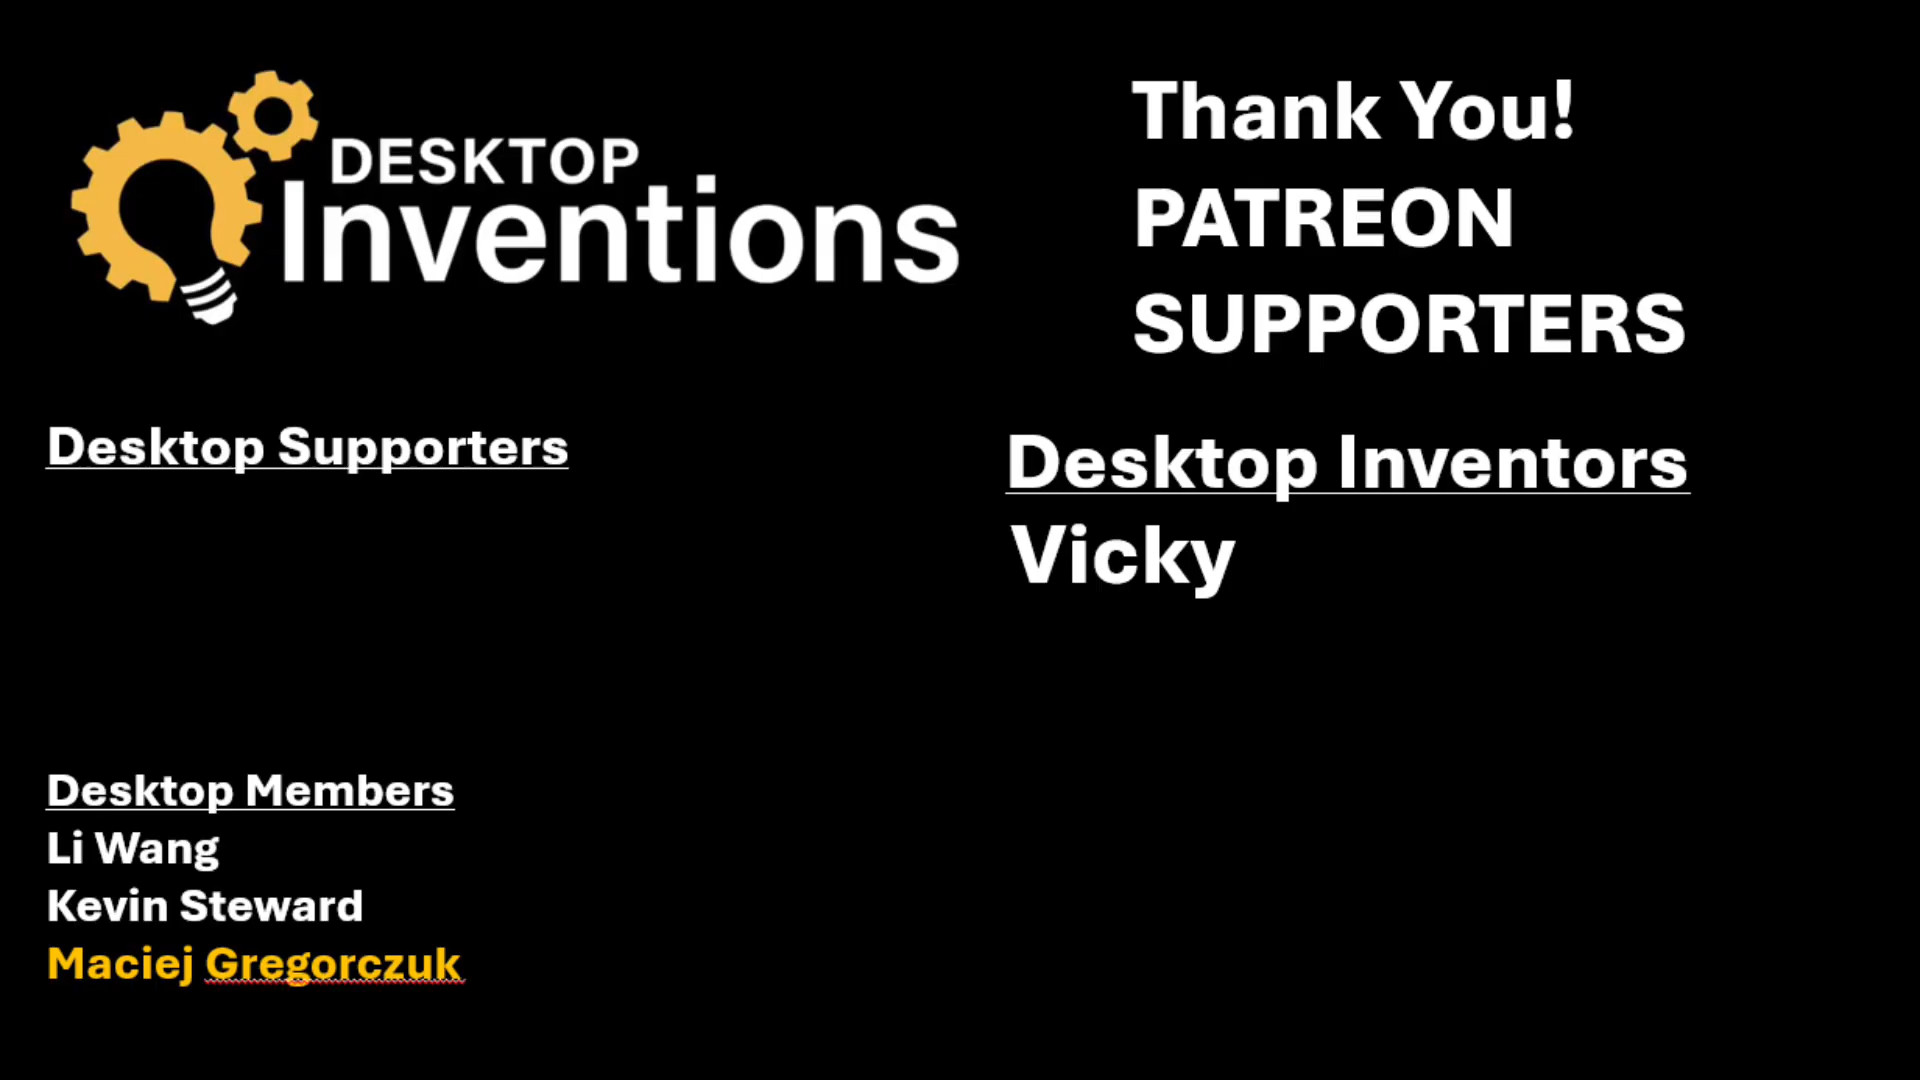 DESKTOP
Inventions
Thank You!
PATREON
SUPPORTERS
Desktop Supporters
Desktop Inventors
Vicky
Desktop Members
Li Wang
Kevin Steward
Maciej Gregorczuk